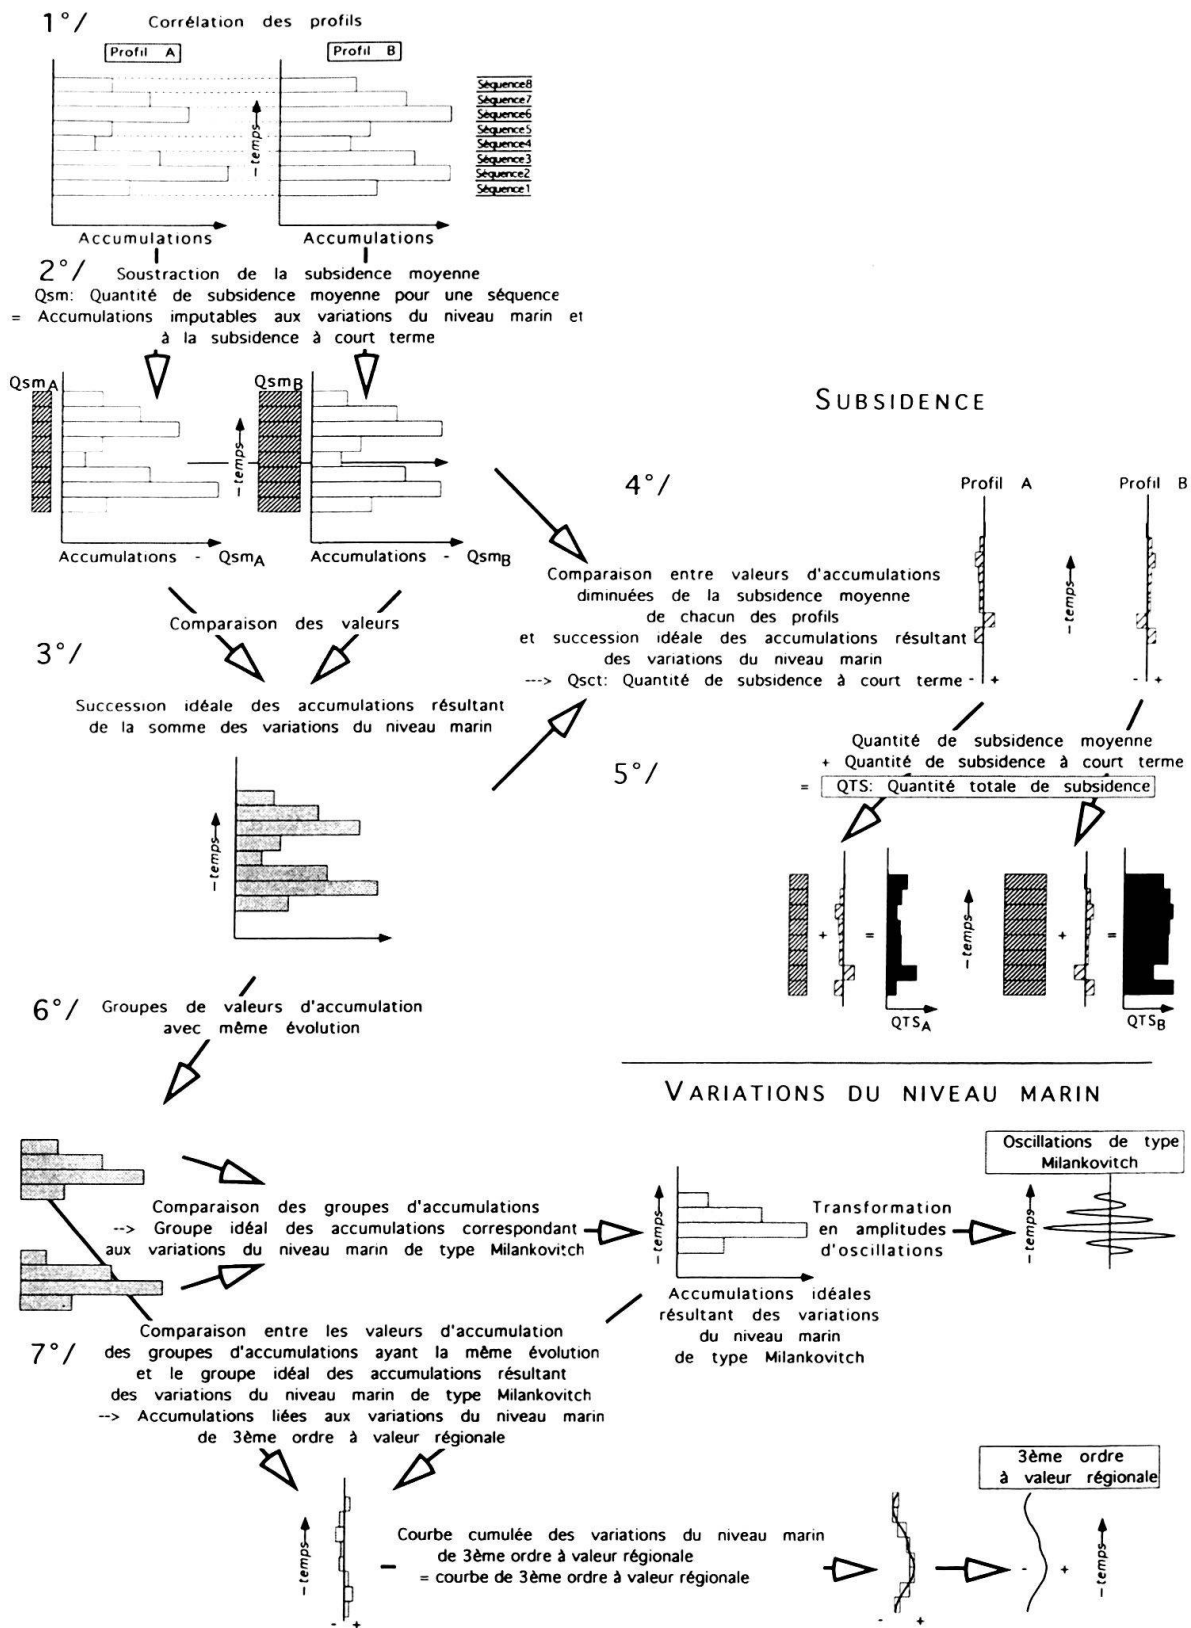 1°/ Corrélation des profils
Profil A
Profil B
Séquence8
Séquence7
Séquence6
Séquence5
Séquence4
Séquence3
Séquence2
Séquence1
temps
Accumulations
Accumulations
2°/ Soustraction de la subsidence moyenne
Qsm: Quantité de subsidence moyenne pour une séquence
= Accumulations imputables aux variations du niveau marin et
à la subsidence à court terme
QsmA
QsmB
temps
Accumulations - QsmA
Accumulations - QsmB
Comparaison des valeurs
3°/
Succession idéale des accumulations résultant
de la somme des variations du niveau marin
temps
SUBSIDENCE
4°/
Profil A
Profil B
temps
Comparaison entre valeurs d'accumulations
diminuées de la subsidence moyenne
de chacun des profils
et succession idéale des accumulations résultant
des variations du niveau marin
---> Qsct: Quantité de subsidence à court terme
- +
- +
Quantité de subsidence moyenne
+ Quantité de subsidence à court terme
5°/
= QTS: Quantité totale de subsidence
+ =
temps
+ =
QTSA
QTSB
6°/ Groupes de valeurs d'accumulation
avec même évolution
VARIATIONS DU NIVEAU MARIN
Comparaison des groupes d'accumulations
--> Groupe idéal des accumulations correspondant
aux variations du niveau marin de type Milankovitch
temps
Accumulations idéales
résultant des variations
du niveau marin
de type Milankovitch
Transformation
en amplitudes
d'oscillations
Oscillations de type
Milankovitch
temps
7°/
Comparaison entre les valeurs d'accumulation
des groupes d'accumulations ayant la même évolution
et le groupe idéal des accumulations résultant
des variations du niveau marin de type Milankovitch
--> Accumulations liées aux variations du niveau marin
de 3ème ordre à valeur régionale
temps
- +
Courbe cumulée des variations du niveau marin
de 3ème ordre à valeur régionale
= courbe de 3ème ordre à valeur régionale
- +
3ème ordre
à valeur régionale
- +
temps